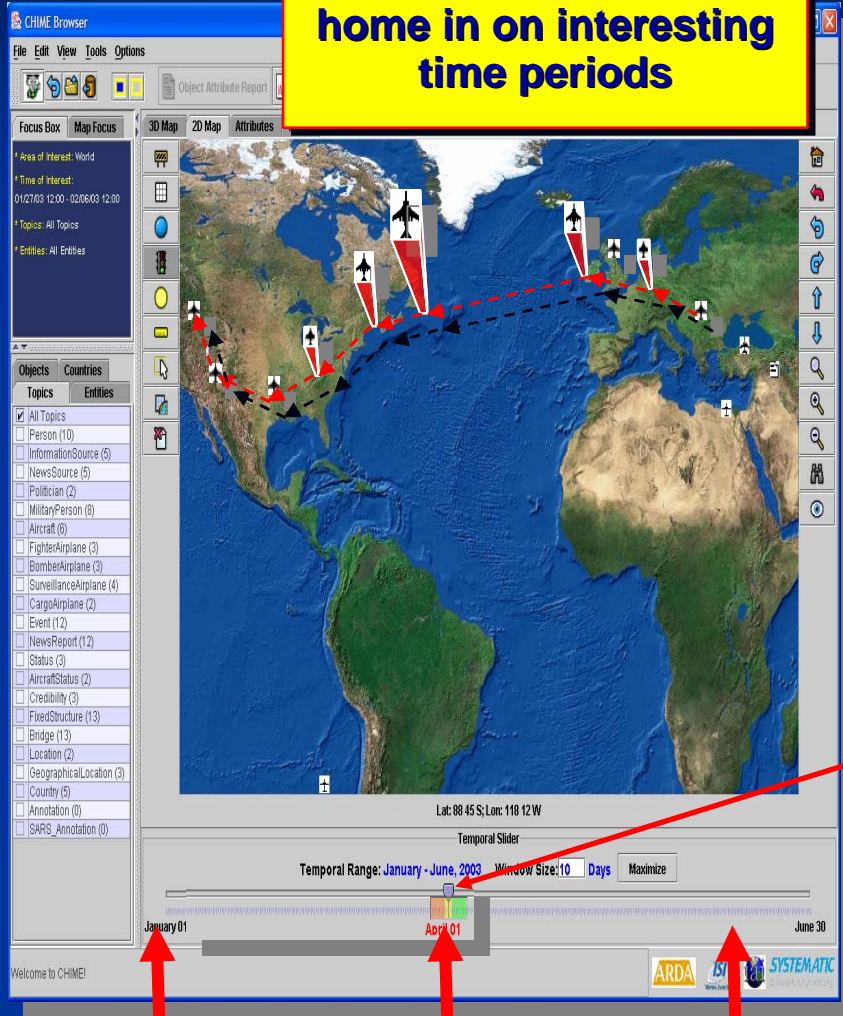 home in on interesting
time periods
CHIME Browser
File Edit View Tools Options
Object Attribute Report
Focus Box Map Focus
3D Map 2D Map Attributes
* Area of Interest: World
* Time of Interest:
01/27/03 12:00 - 02/06/03 12:00
* Topics: All Topics
* Entities: All Entities
Objects Countries
Topics Entities
All Topics
Person (10)
InformationSource (5)
NewsSource (5)
Politician (2)
MilitaryPerson (8)
Aircraft (6)
FighterAirplane (3)
BomberAirplane (3)
SurveillanceAirplane (4)
CargoAirplane (2)
Event (12)
NewsReport (12)
Status (3)
AircraftStatus (2)
Credibility (3)
FixedStructure (13)
Bridge (13)
Location (2)
GeographicalLocation (3)
Country (5)
Annotation (0)
SARS_Annotation (0)
Lat: 88 45 S; Lon: 118 12 W
Temporal Slider
Temporal Range: January - June, 2003 Window Size: 10 Days Maximize
January 01 April 01 June 30
Welcome to CHIME!
ARDA ISI SYSTEMATIC